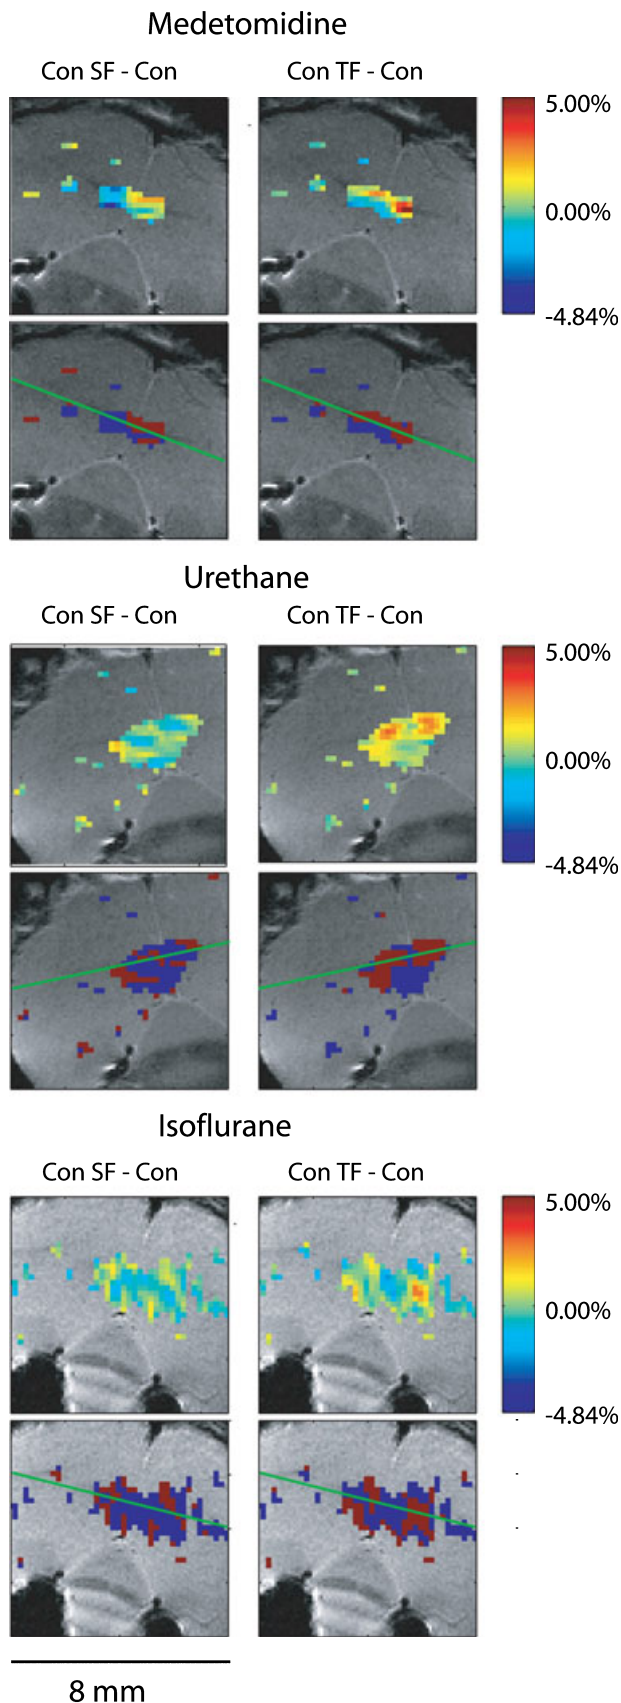 Medetomidine
Con SF - Con
Con TF - Con
5.00%
0.00%
-4.84%
Urethane
Con SF - Con
Con TF - Con
5.00%
0.00%
-4.84%
Isoflurane
Con SF - Con
Con TF - Con
5.00%
0.00%
-4.84%
8 mm